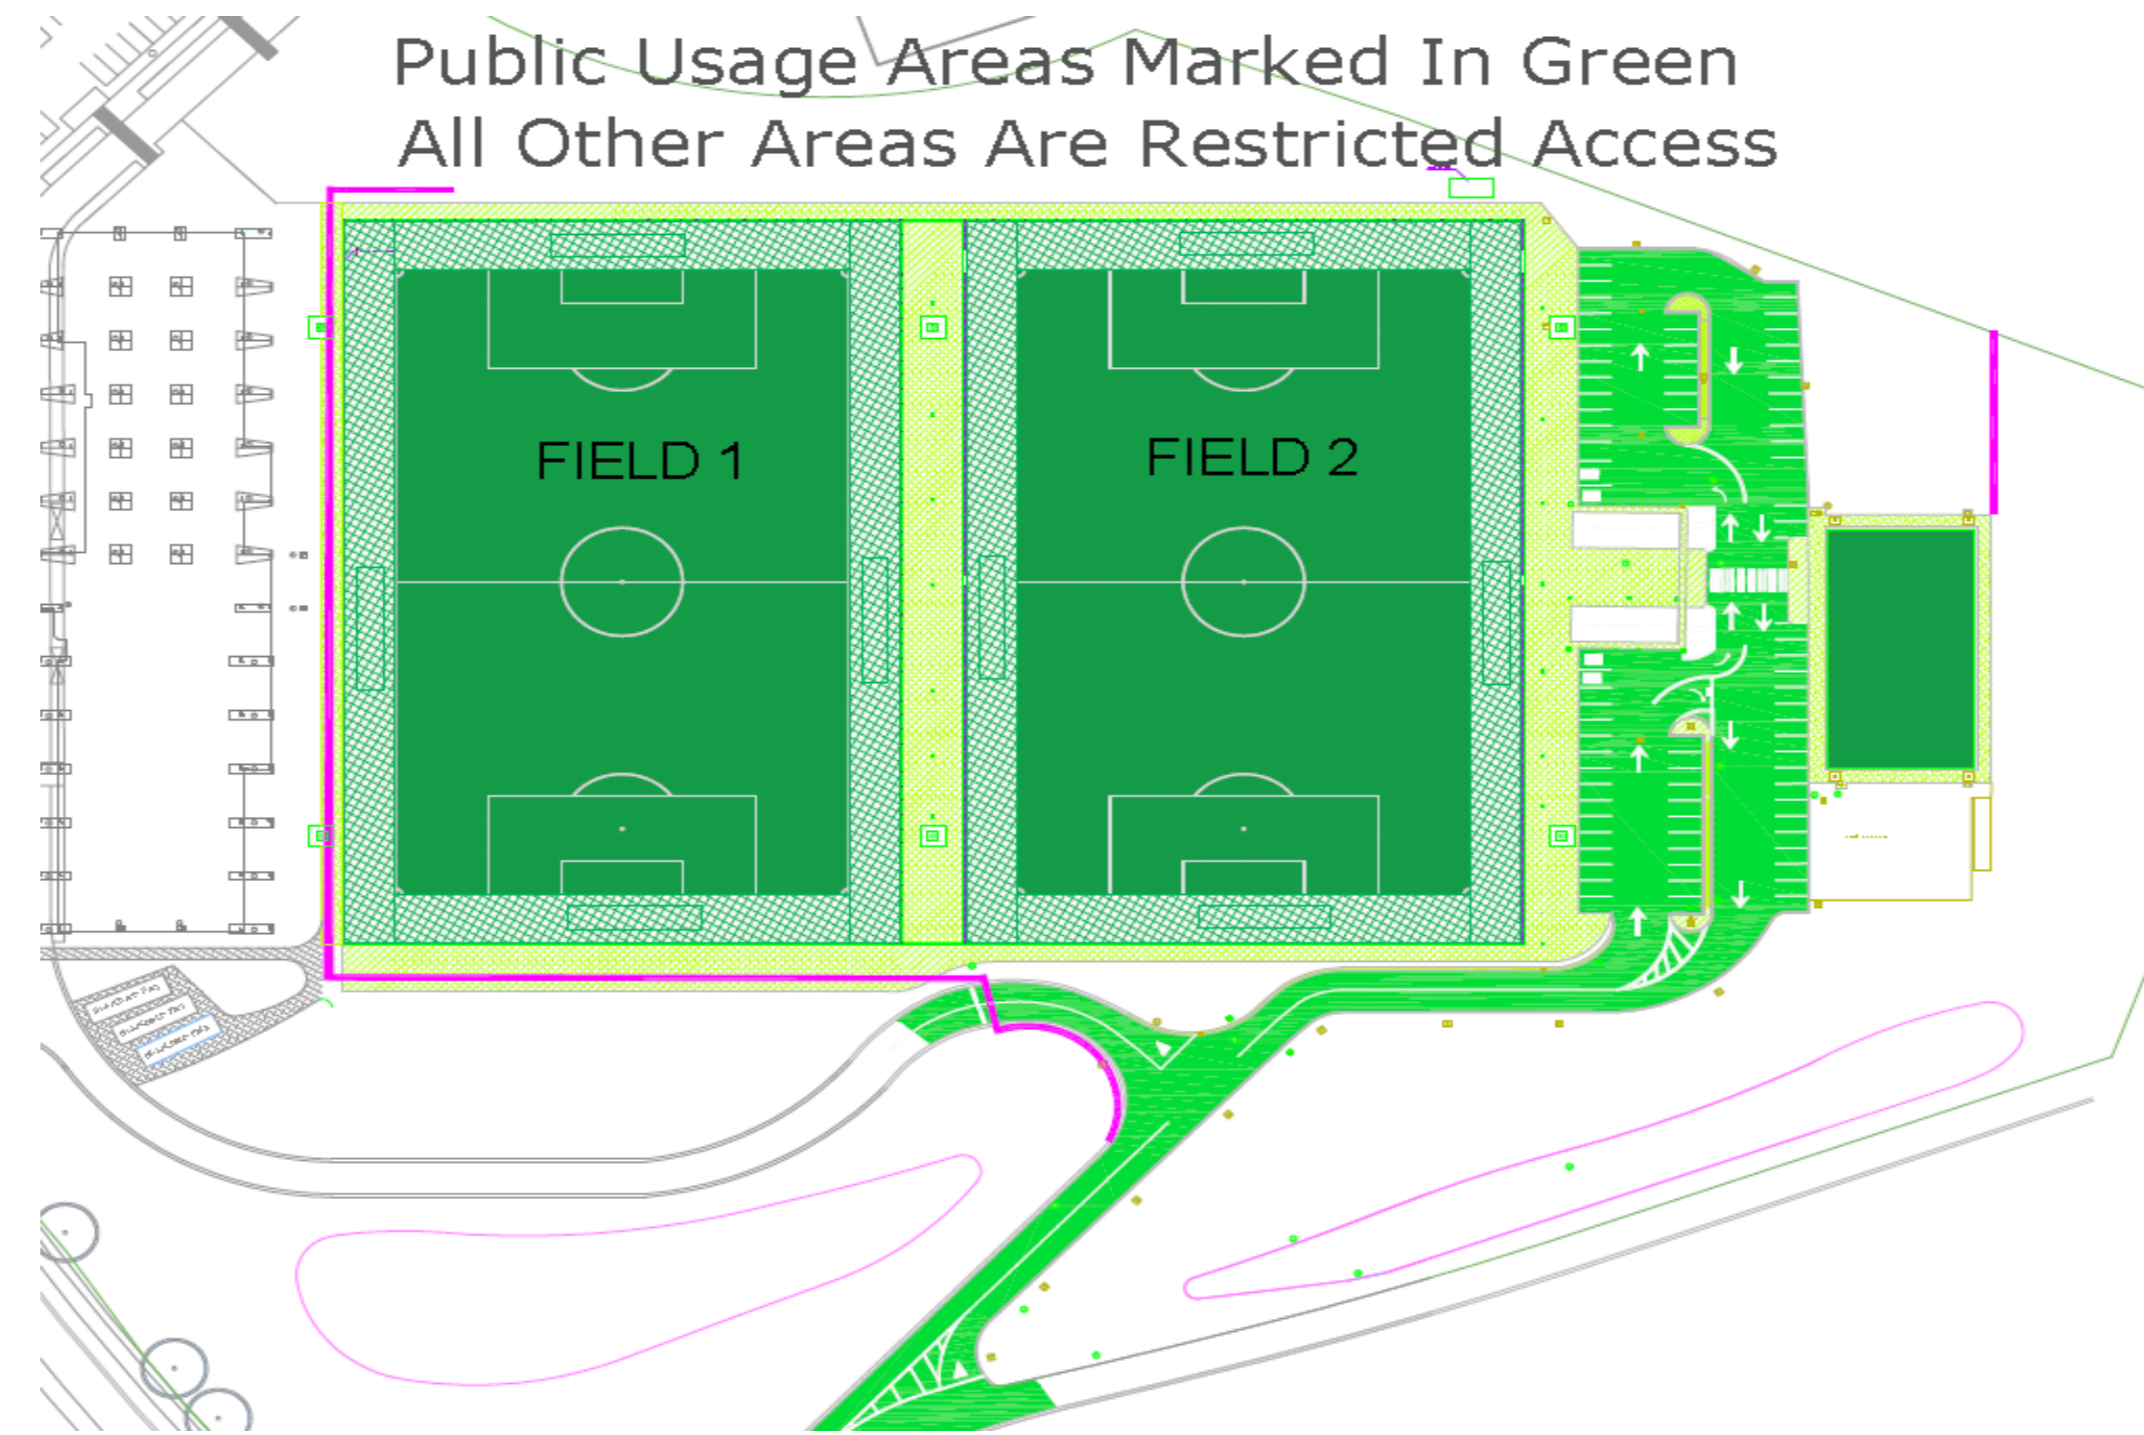 Public Usage Areas Marked In Green
All Other Areas Are Restricted Access
FIELD 1
FIELD 2